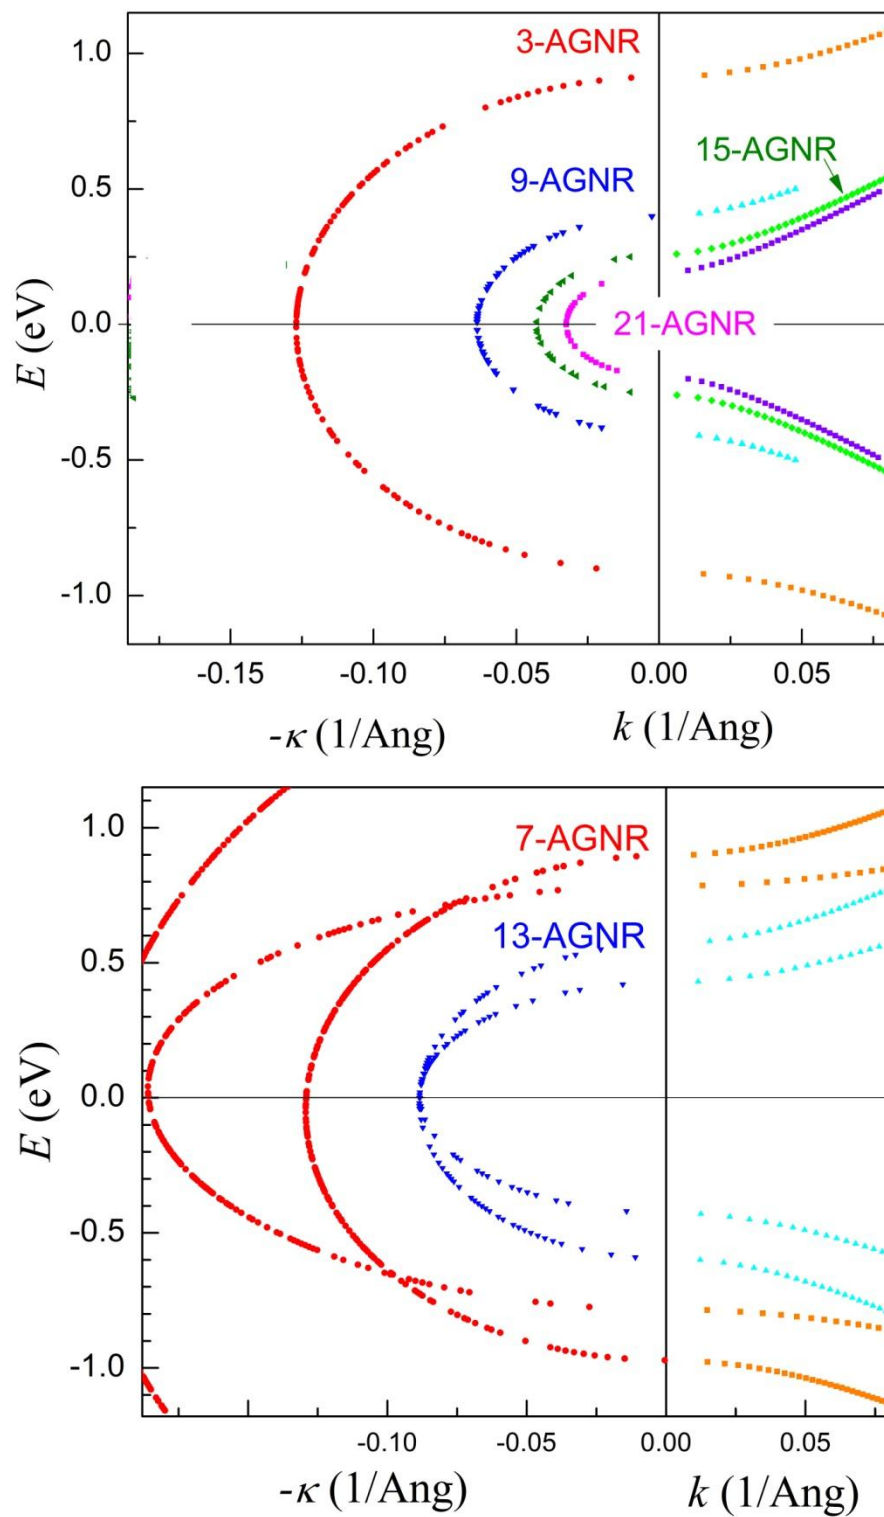 3-AGNR
15-AGNR
9-AGNR
21-AGNR
1.0
0.5
0.0
-0.5
-1.0
E (eV)
-0.15 -0.10 -0.05 0.00 0.05
-κ (1/Ang) k (1/Ang)
7-AGNR
13-AGNR
1.0
0.5
0.0
-0.5
-1.0
E (eV)
-0.10 -0.05 0.00 0.05
-κ (1/Ang) k (1/Ang)